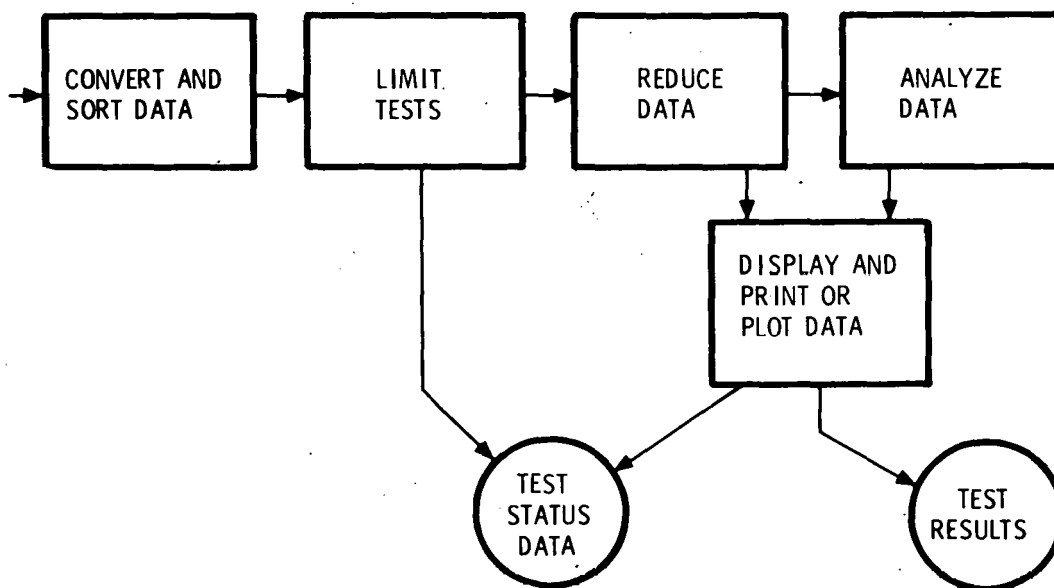 CONVERT AND
SORT DATA
LIMIT
TESTS
REDUCE
DATA
ANALYZE
DATA
DISPLAY AND
PRINT OR
PLOT DATA
TEST
STATUS
DATA
TEST
RESULTS